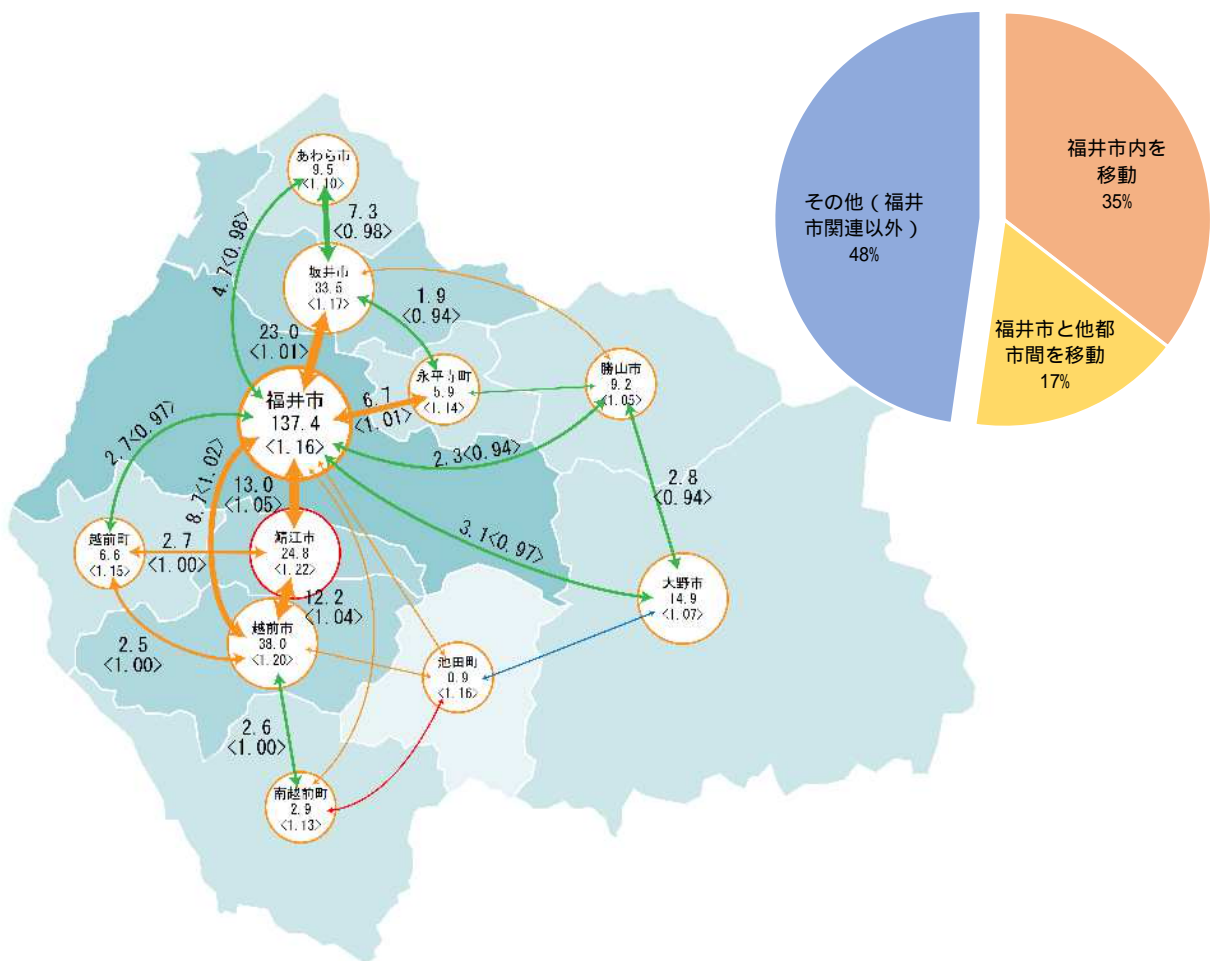 あわら市
9.5
<1.10>
7.3
<0.98>
4.7<0.98>
坂井市
33.5
<1.17>
1.9
<0.94>
23.0
<1.01>
永平寺町
5.9
<1.14>
勝山市
9.2
<1.05>
福井市
137.4
<1.16>
6.7
<1.01>
2.3<0.94>
2.7<0.97>
8.7<1.02>
13.0
<1.05>
2.8
<0.94>
3.1<0.97>
越前町
6.6
<1.15>
2.7
<1.00>
鯖江市
24.8
<1.22>
大野市
14.9
<1.07>
12.2
<1.04>
越前市
38.0
<1.20>
2.5
<1.00>
池田町
0.9
<1.16>
2.6
<1.00>
南越前町
2.9
<1.13>
福井市内を
移動
35%
その他（福井
市関連以外）
48%
福井市と他都
市間を移動
17%